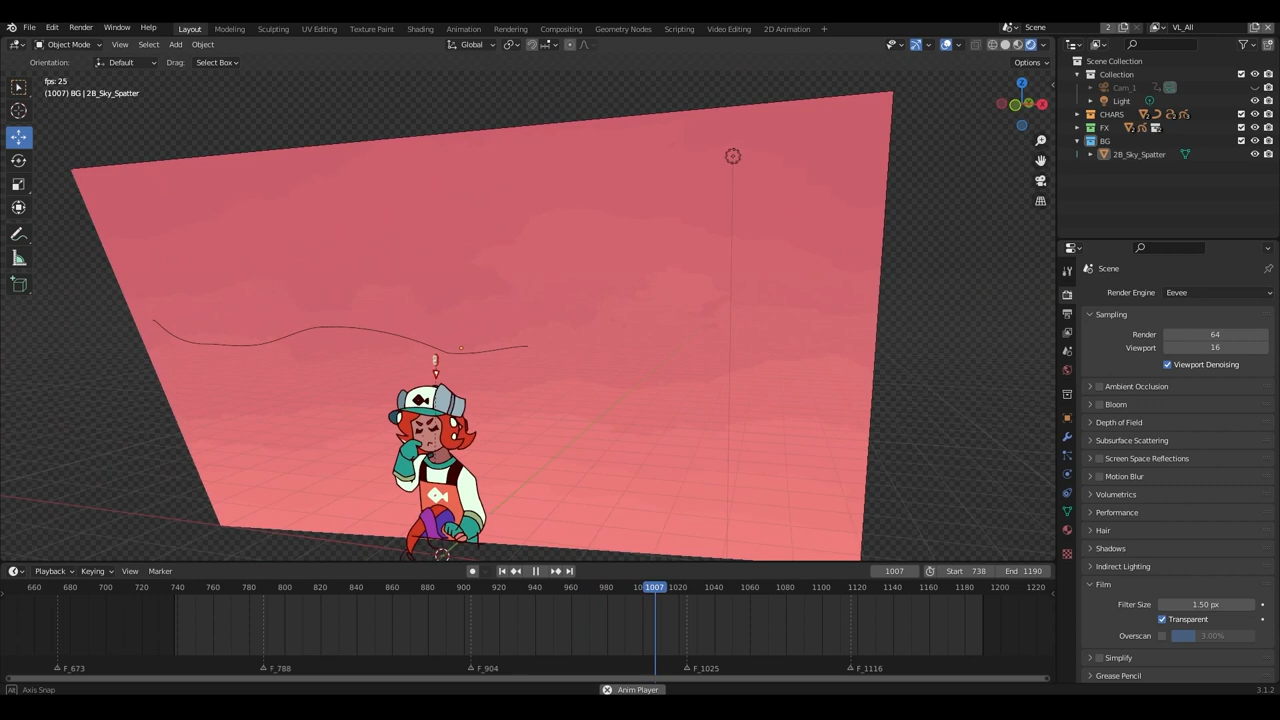 File Edit Render Window Help Layout Modeling Sculpting UV Editing Texture Paint Shading Animation Rendering Compositing Geometry Nodes Scripting Video Editing 2D Animation + Scene 2 VL_All
Object Mode View Select Add Object Global
Orientation: Default Drag: Select Box Options
fps: 25
(1007) BG | 2B_Sky_Spatter
Z
X
Scene Collection
Collection
Cam_1
Light
CHARS
FX
BG
2B_Sky_Spatter
Scene
Render Engine Eevee
Sampling
Render 64
Viewport 16
Viewport Denoising
Ambient Occlusion
Bloom
Depth of Field
Subsurface Scattering
Screen Space Reflections
Motion Blur
Volumetrics
Performance
Hair
Shadows
Indirect Lighting
Film
Filter Size 1.50 px
Transparent
Overscan 3.00%
Simplify
Grease Pencil
Playback Keying View Marker 1007 Start 738 End 1190
660 680 700 720 740 760 780 800 820 840 860 880 900 920 940 960 980 1007 1020 1040 1060 1080 1100 1120 1140 1160 1180 1200 1220
F_673 F_788 F_904 F_1025 F_1116
Alt Axis Snap Anim Player 3.1.2